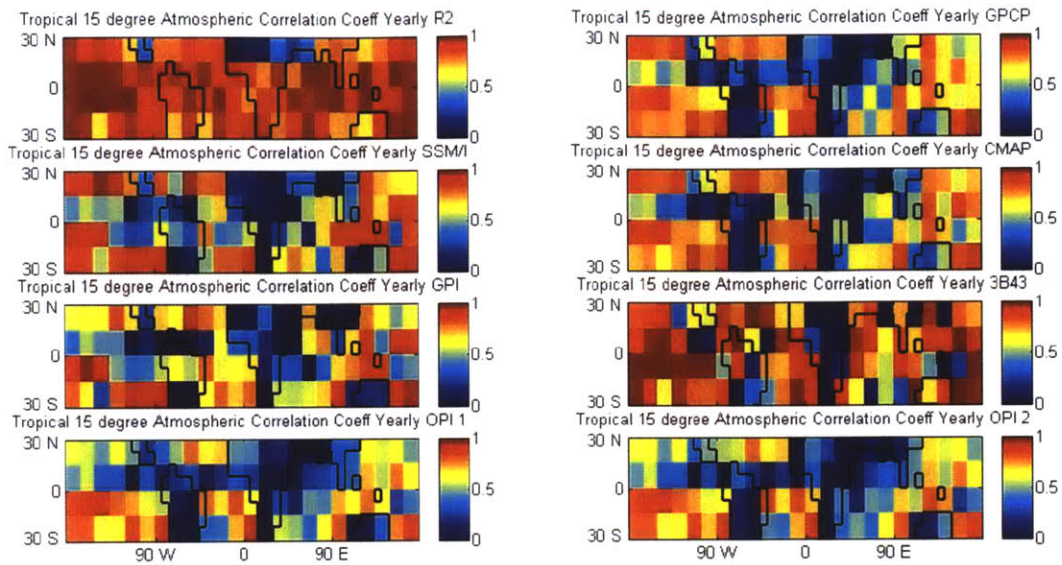 Tropical 15 degree Atmospheric Correlation Coeff Yearly R2
30 N
0
30 S
1
0.5
0
Tropical 15 degree Atmospheric Correlation Coeff Yearly SSM/I
30 N
0
30 S
1
0.5
0
Tropical 15 degree Atmospheric Correlation Coeff Yearly GPI
30 N
0
30 S
1
0.5
0
Tropical 15 degree Atmospheric Correlation Coeff Yearly OPI 1
30 N
0
30 S
90 W
0
90 E
1
0.5
0
Tropical 15 degree Atmospheric Correlation Coeff Yearly GPCP
30 N
0
30 S
1
0.5
0
Tropical 15 degree Atmospheric Correlation Coeff Yearly CMAP
30 N
0
30 S
1
0.5
0
Tropical 15 degree Atmospheric Correlation Coeff Yearly 3B43
30 N
0
30 S
1
0.5
0
Tropical 15 degree Atmospheric Correlation Coeff Yearly OPI 2
30 N
0
30 S
90 W
0
90 E
1
0.5
0